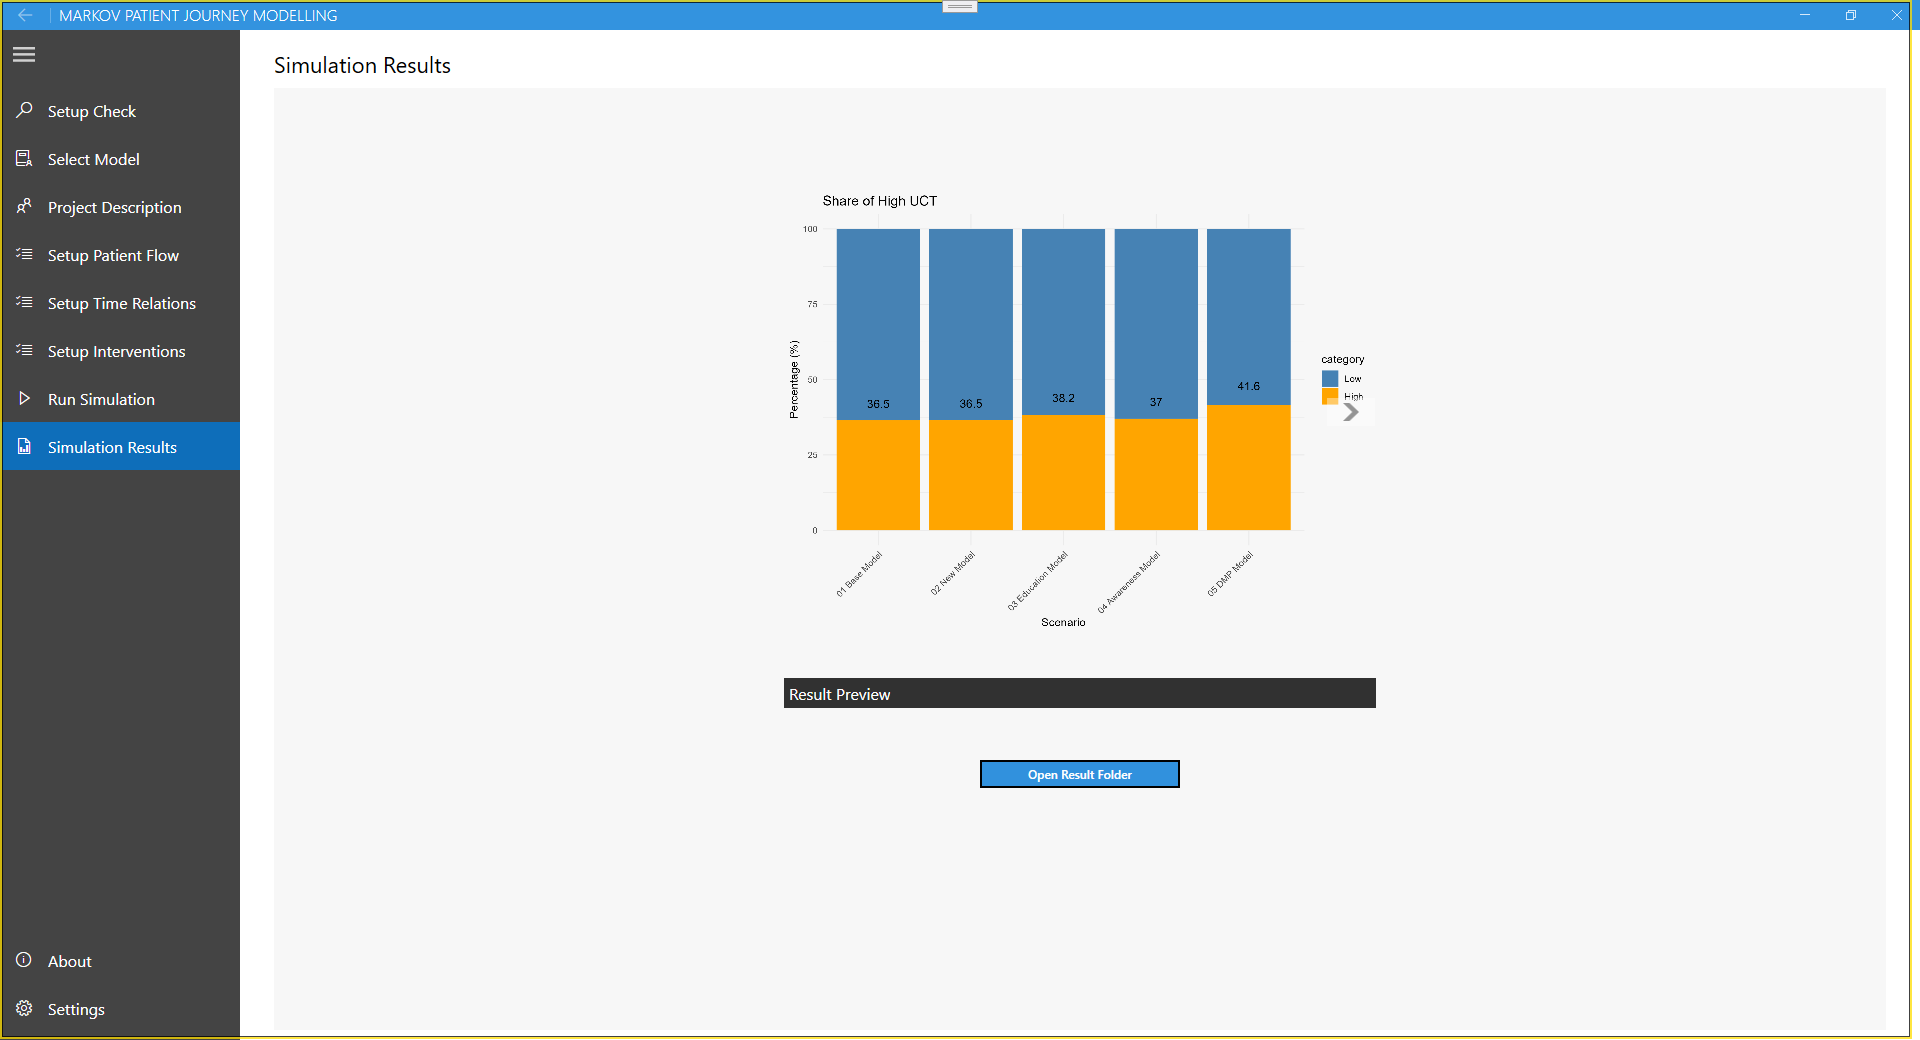 MARKOV PATIENT JOURNEY MODELLING
Setup Check
Select Model
Project Description
Setup Patient Flow
Setup Time Relations
Setup Interventions
Run Simulation
Simulation Results
About
Settings
Simulation Results
Share of High UCT
Percentage (%)
100
75
50
25
0
36.5
36.5
38.2
37
41.6
01 Base Model
02 New Model
03 Education Model
04 Awareness Model
05 DMP Model
Scenario
category
Low
High
Result Preview
Open Result Folder